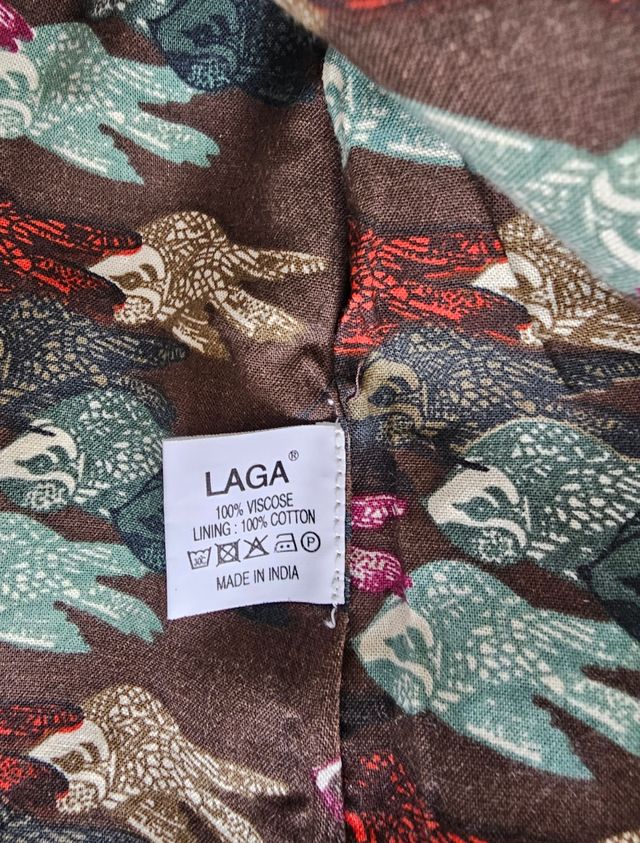 LAGA®
100% VISCOSE
LINING : 100% COTTON
P
MADE IN INDIA